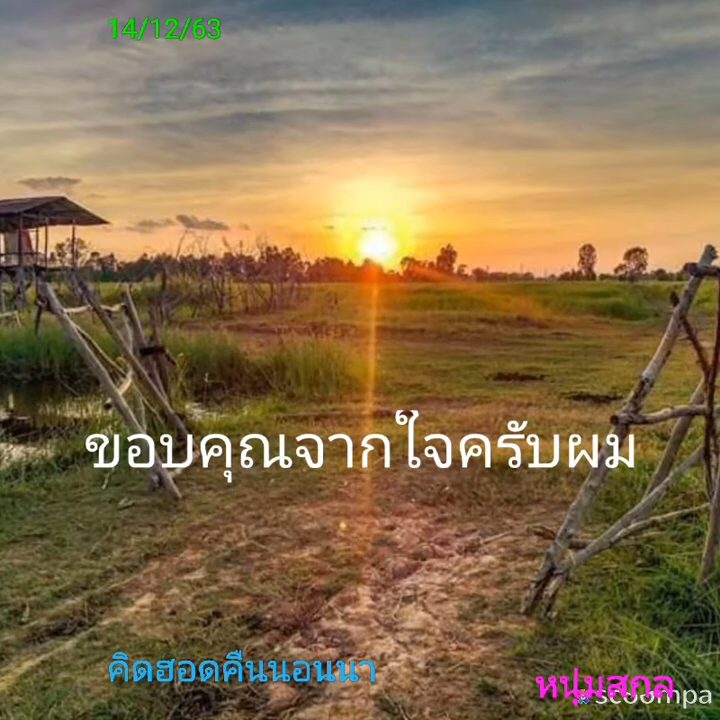 14/12/63
ขอบคุณจากใจครับผม
คิดฮอดคืนนอนนา
หนุ่มสกล
scoompa